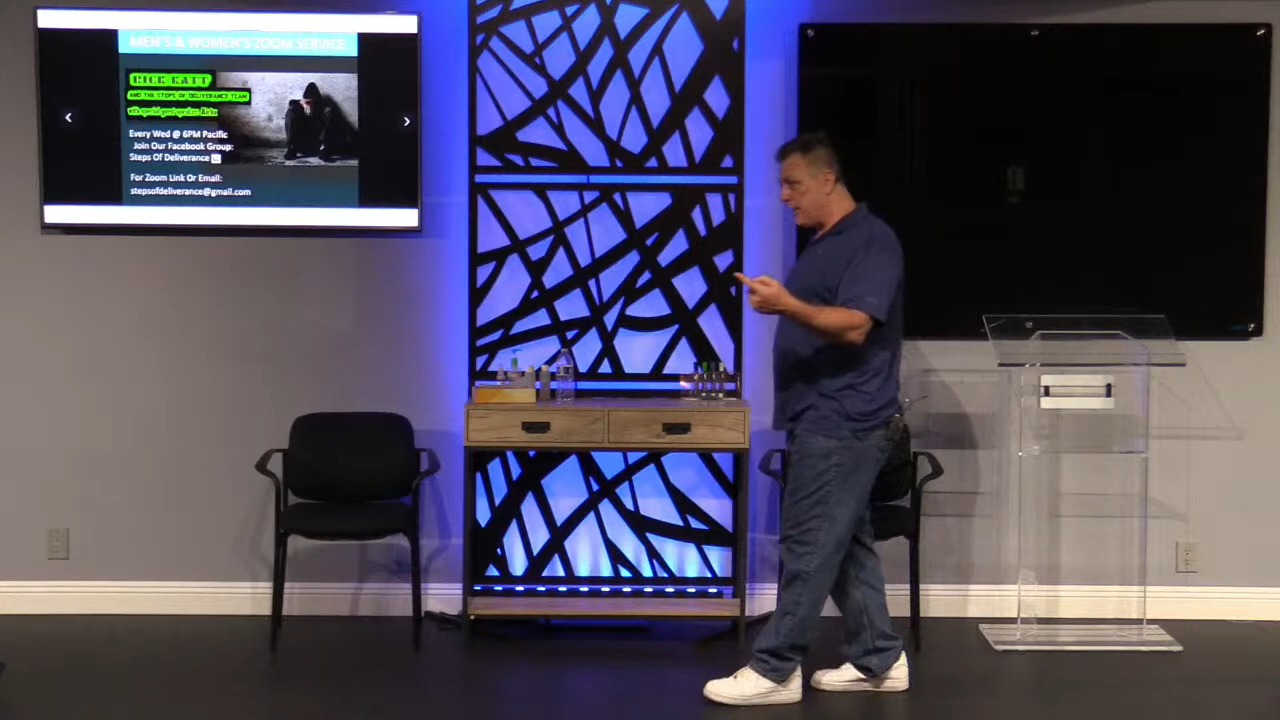 MEN'S & WOMEN'S ZOOM SERVICE
RICK RATT
AND THE STEPS OF DELIVERANCE TEAM
Every Wed @ 6PM Pacific
Join Our Facebook Group:
Steps Of Deliverance
For Zoom Link Or Email:
stepsofdeliverance@gmail.com